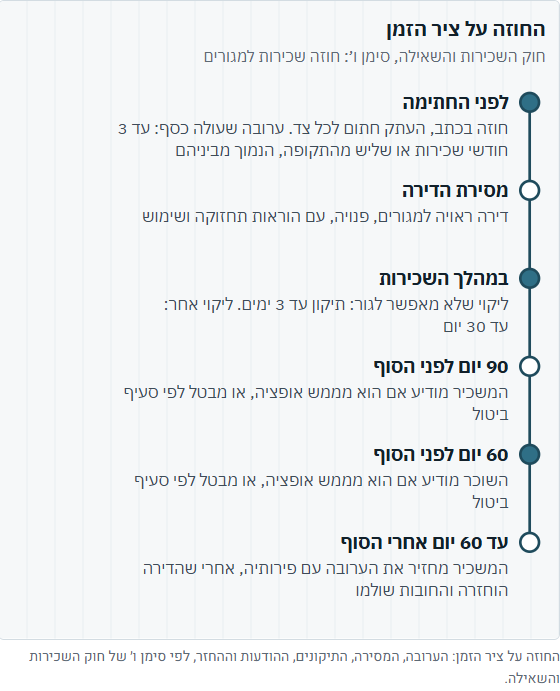 החוזה על ציר הזמן
חוק השכירות והשאילה, סימן ו׳: חוזה שכירות למגורים
לפני החתימה
חוזה בכתב, העתק חתום לכל צד. ערובה שעולה כסף: עד 3
חודשי שכירות או שליש מהתקופה, הנמוך מביניהם
מסירת הדירה
דירה ראויה למגורים, פנויה, עם הוראות תחזוקה ושימוש
במהלך השכירות
ליקוי שלא מאפשר לגור: תיקון עד 3 ימים. ליקוי אחר:
עד 30 יום
90 יום לפני הסוף
המשכיר מודיע אם הוא מממש אופציה, או מבטל לפי סעיף
ביטול
60 יום לפני הסוף
השוכר מודיע אם הוא מממש אופציה, או מבטל לפי סעיף
ביטול
עד 60 יום אחרי הסוף
המשכיר מחזיר את הערובה עם פירותיה, אחרי שהדירה
הוחזרה והחובות שולמו
החוזה על ציר הזמן: הערובה, המסירה, התיקונים, ההודעות וההחזר, לפי סימן ו׳ של חוק השכירות
והשאילה.